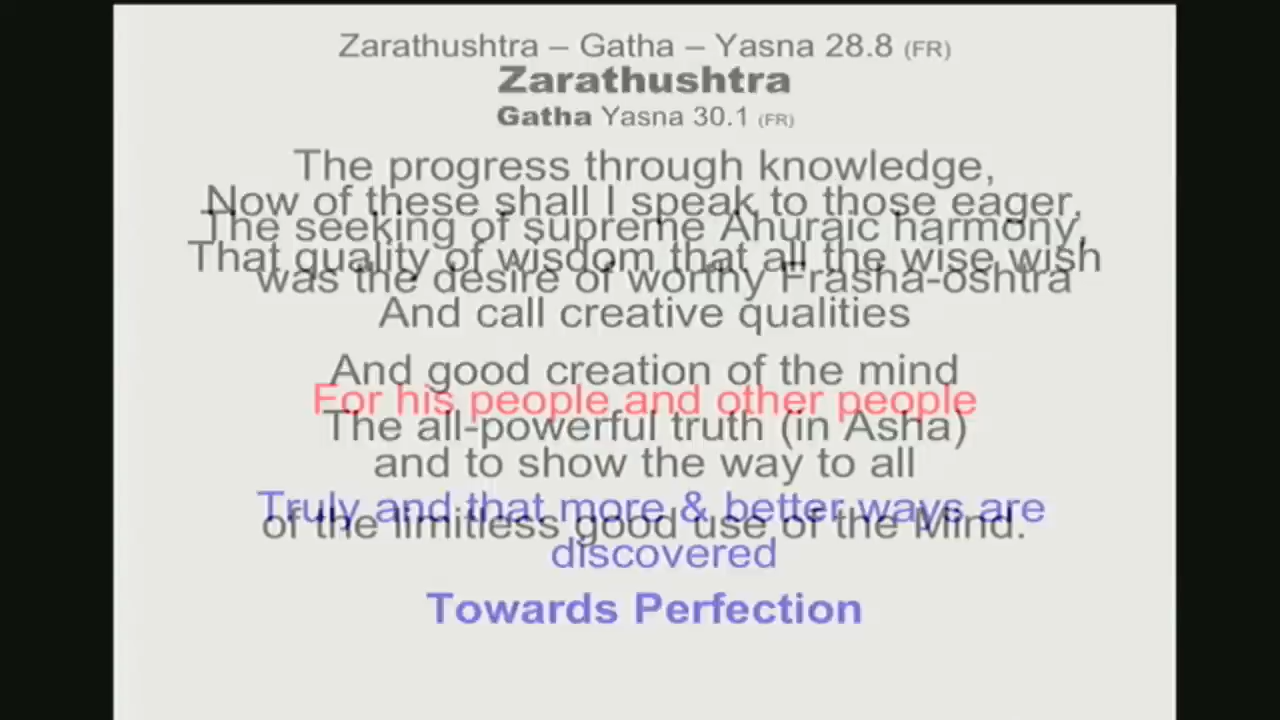 Zarathushtra – Gatha – Yasna 28.8 (FR)
Zarathushtra
Gatha Yasna 30.1 (FR)
The progress through knowledge,
Now of these shall I speak to those eager,
The seeking of supreme Ahuraic harmony,
That quality of wisdom that all the wise wish
was the desire of worthy Frasha-oshtra
And call creative qualities
And good creation of the mind
For his people and other people
The all-powerful truth (in Asha)
and to show the way to all
Truly and that more & better ways are
of the limitless good use of the Mind.
discovered
Towards Perfection